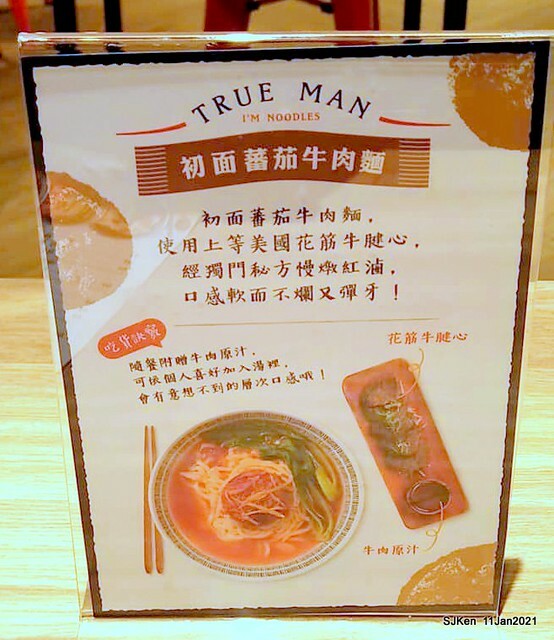 TRUE MAN
I'M NOODLES
初面蕃茄牛肉麵
初面蕃茄牛肉麵，
使用上等美國花筋牛腱心，
經獨門秘方慢燉紅滷，
口感軟而不爛又彈牙！
吃貨訣竅
隨餐附贈牛肉原汁，
可依個人喜好加入湯裡，
會有意想不到的層次口感哦！
花筋牛腱心
牛肉原汁
SJKen 11Jan2021